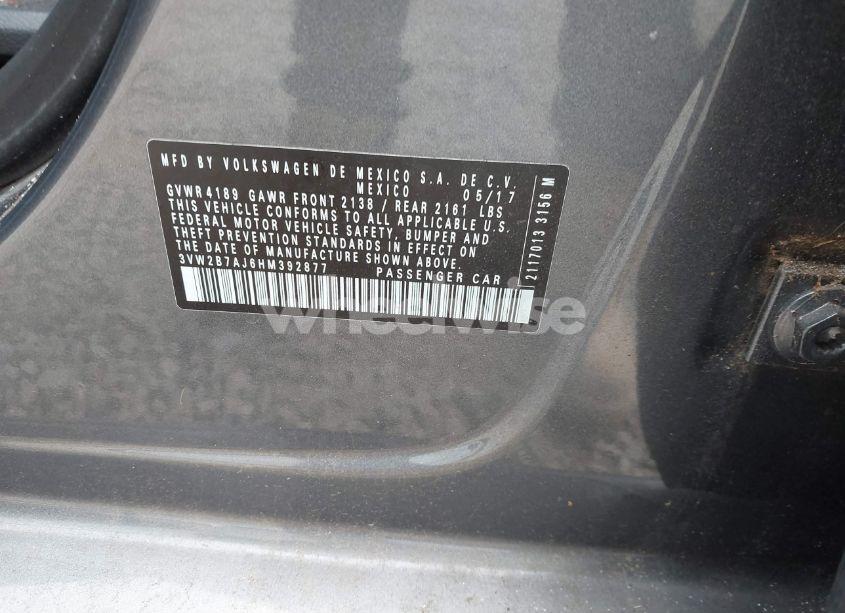 MFD BY VOLKSWAGEN DE MEXICO S.A. DE C.V.
MEXICO 05/17
GVWR 4189 GAWR FRONT 2138 / REAR 2161 LBS
THIS VEHICLE CONFORMS TO ALL APPLICABLE U.S.
FEDERAL MOTOR VEHICLE SAFETY, BUMPER AND
THEFT PREVENTION STANDARDS IN EFFECT ON
THE DATE OF MANUFACTURE SHOWN ABOVE.
3VW2B7AJ6HM392877 PASSENGER CAR
2117013 3156 M
wheelwise